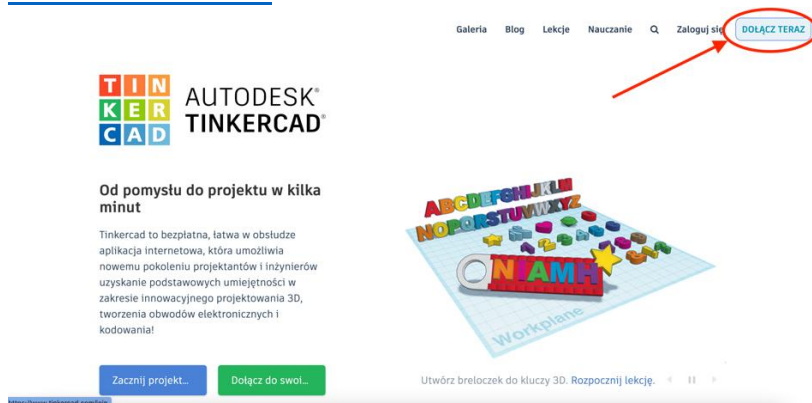 Galeria Blog Lekcje Nauczanie Zaloguj się DOŁĄCZ TERAZ
TIN
KER
CAD
AUTODESK®
TINKERCAD®
Od pomysłu do projektu w kilka
minut
Tinkercad to bezpłatna, łatwa w obsłudze
aplikacja internetowa, która umożliwia
nowemu pokoleniu projektantów i inżynierów
uzyskanie podstawowych umiejętności w
zakresie innowacyjnego projektowania 3D,
tworzenia obwodów elektronicznych i
kodowania!
Zacznij projekt...
Dołącz do swoi...
ABCDEFGHIJKLM
NOPQRSTUVWXYZ
NIAMH
Workplane
Utwórz breloczek do kluczy 3D. Rozpocznij lekcję.